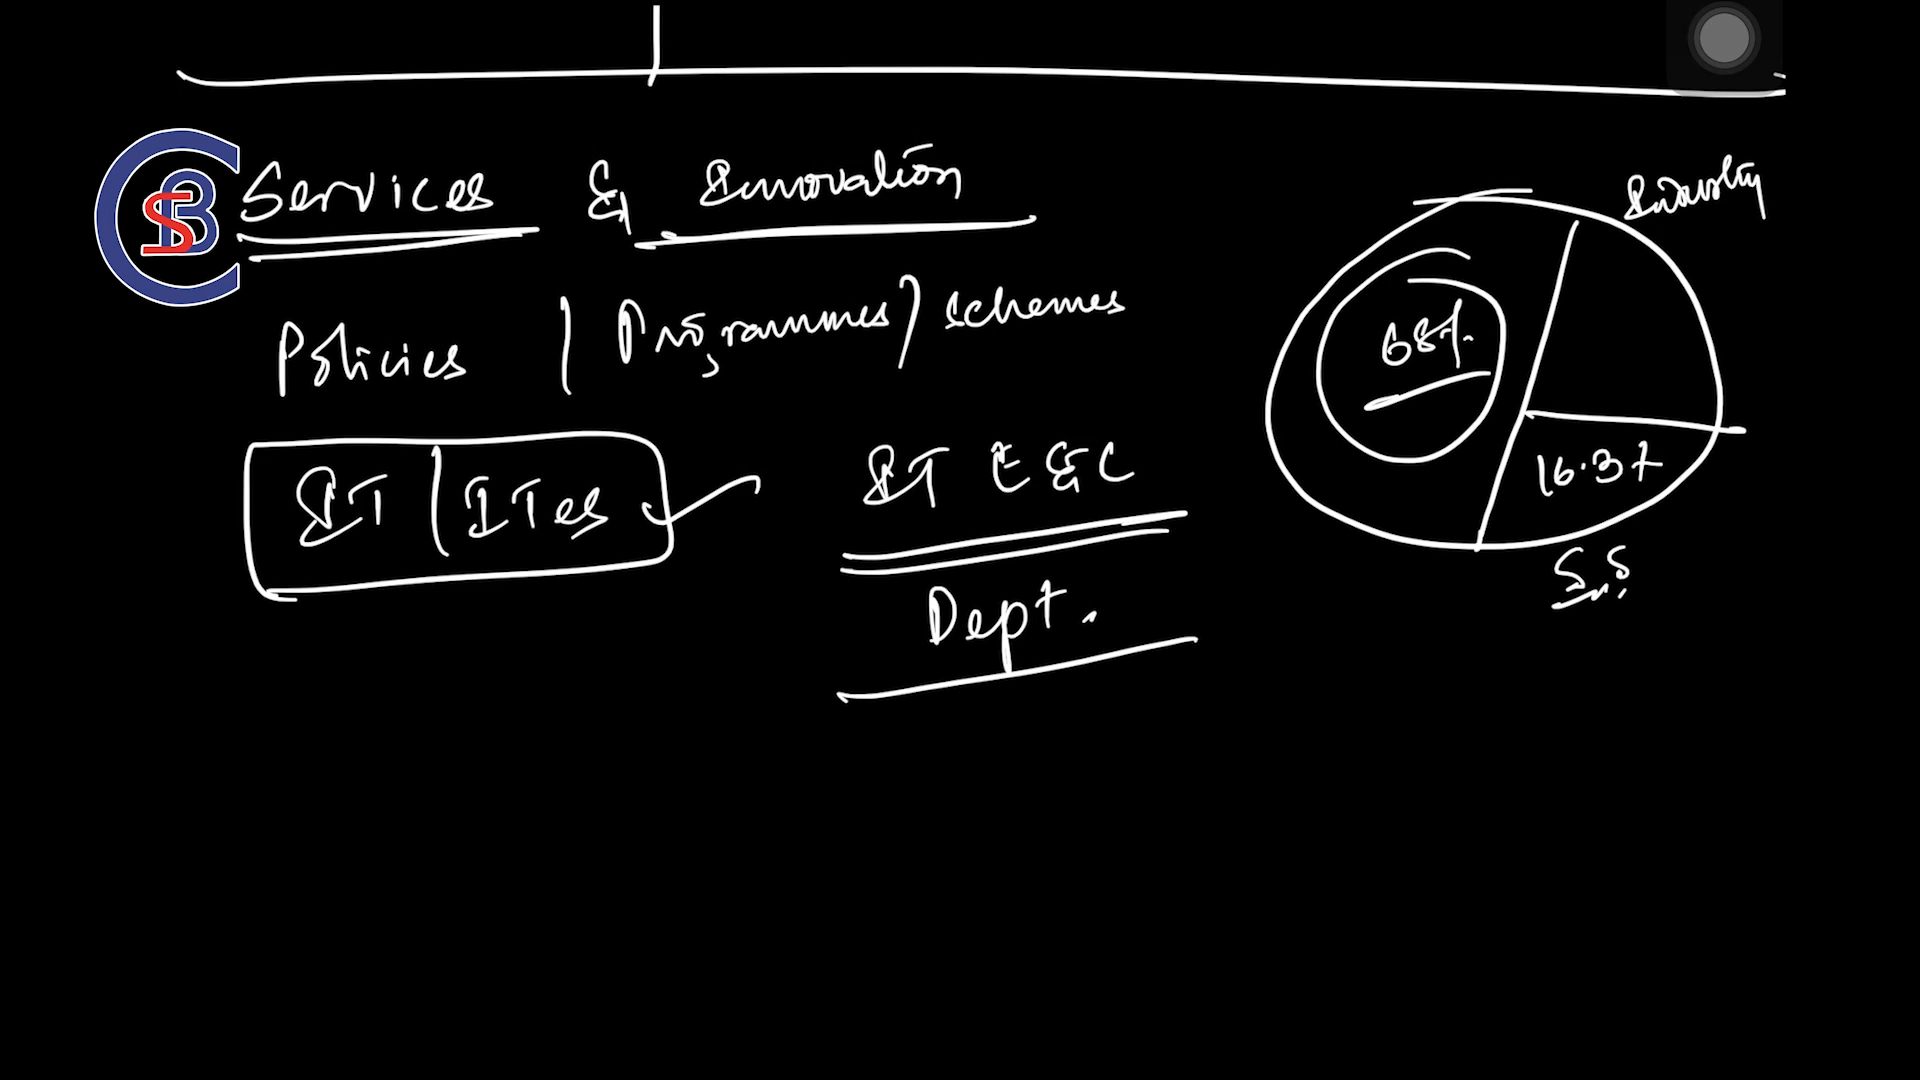 Services & Innovation
Policies / Programmes / schemes
IT / ITes
IT E & C
Dept.
Industry
68%
16.3%
S.S